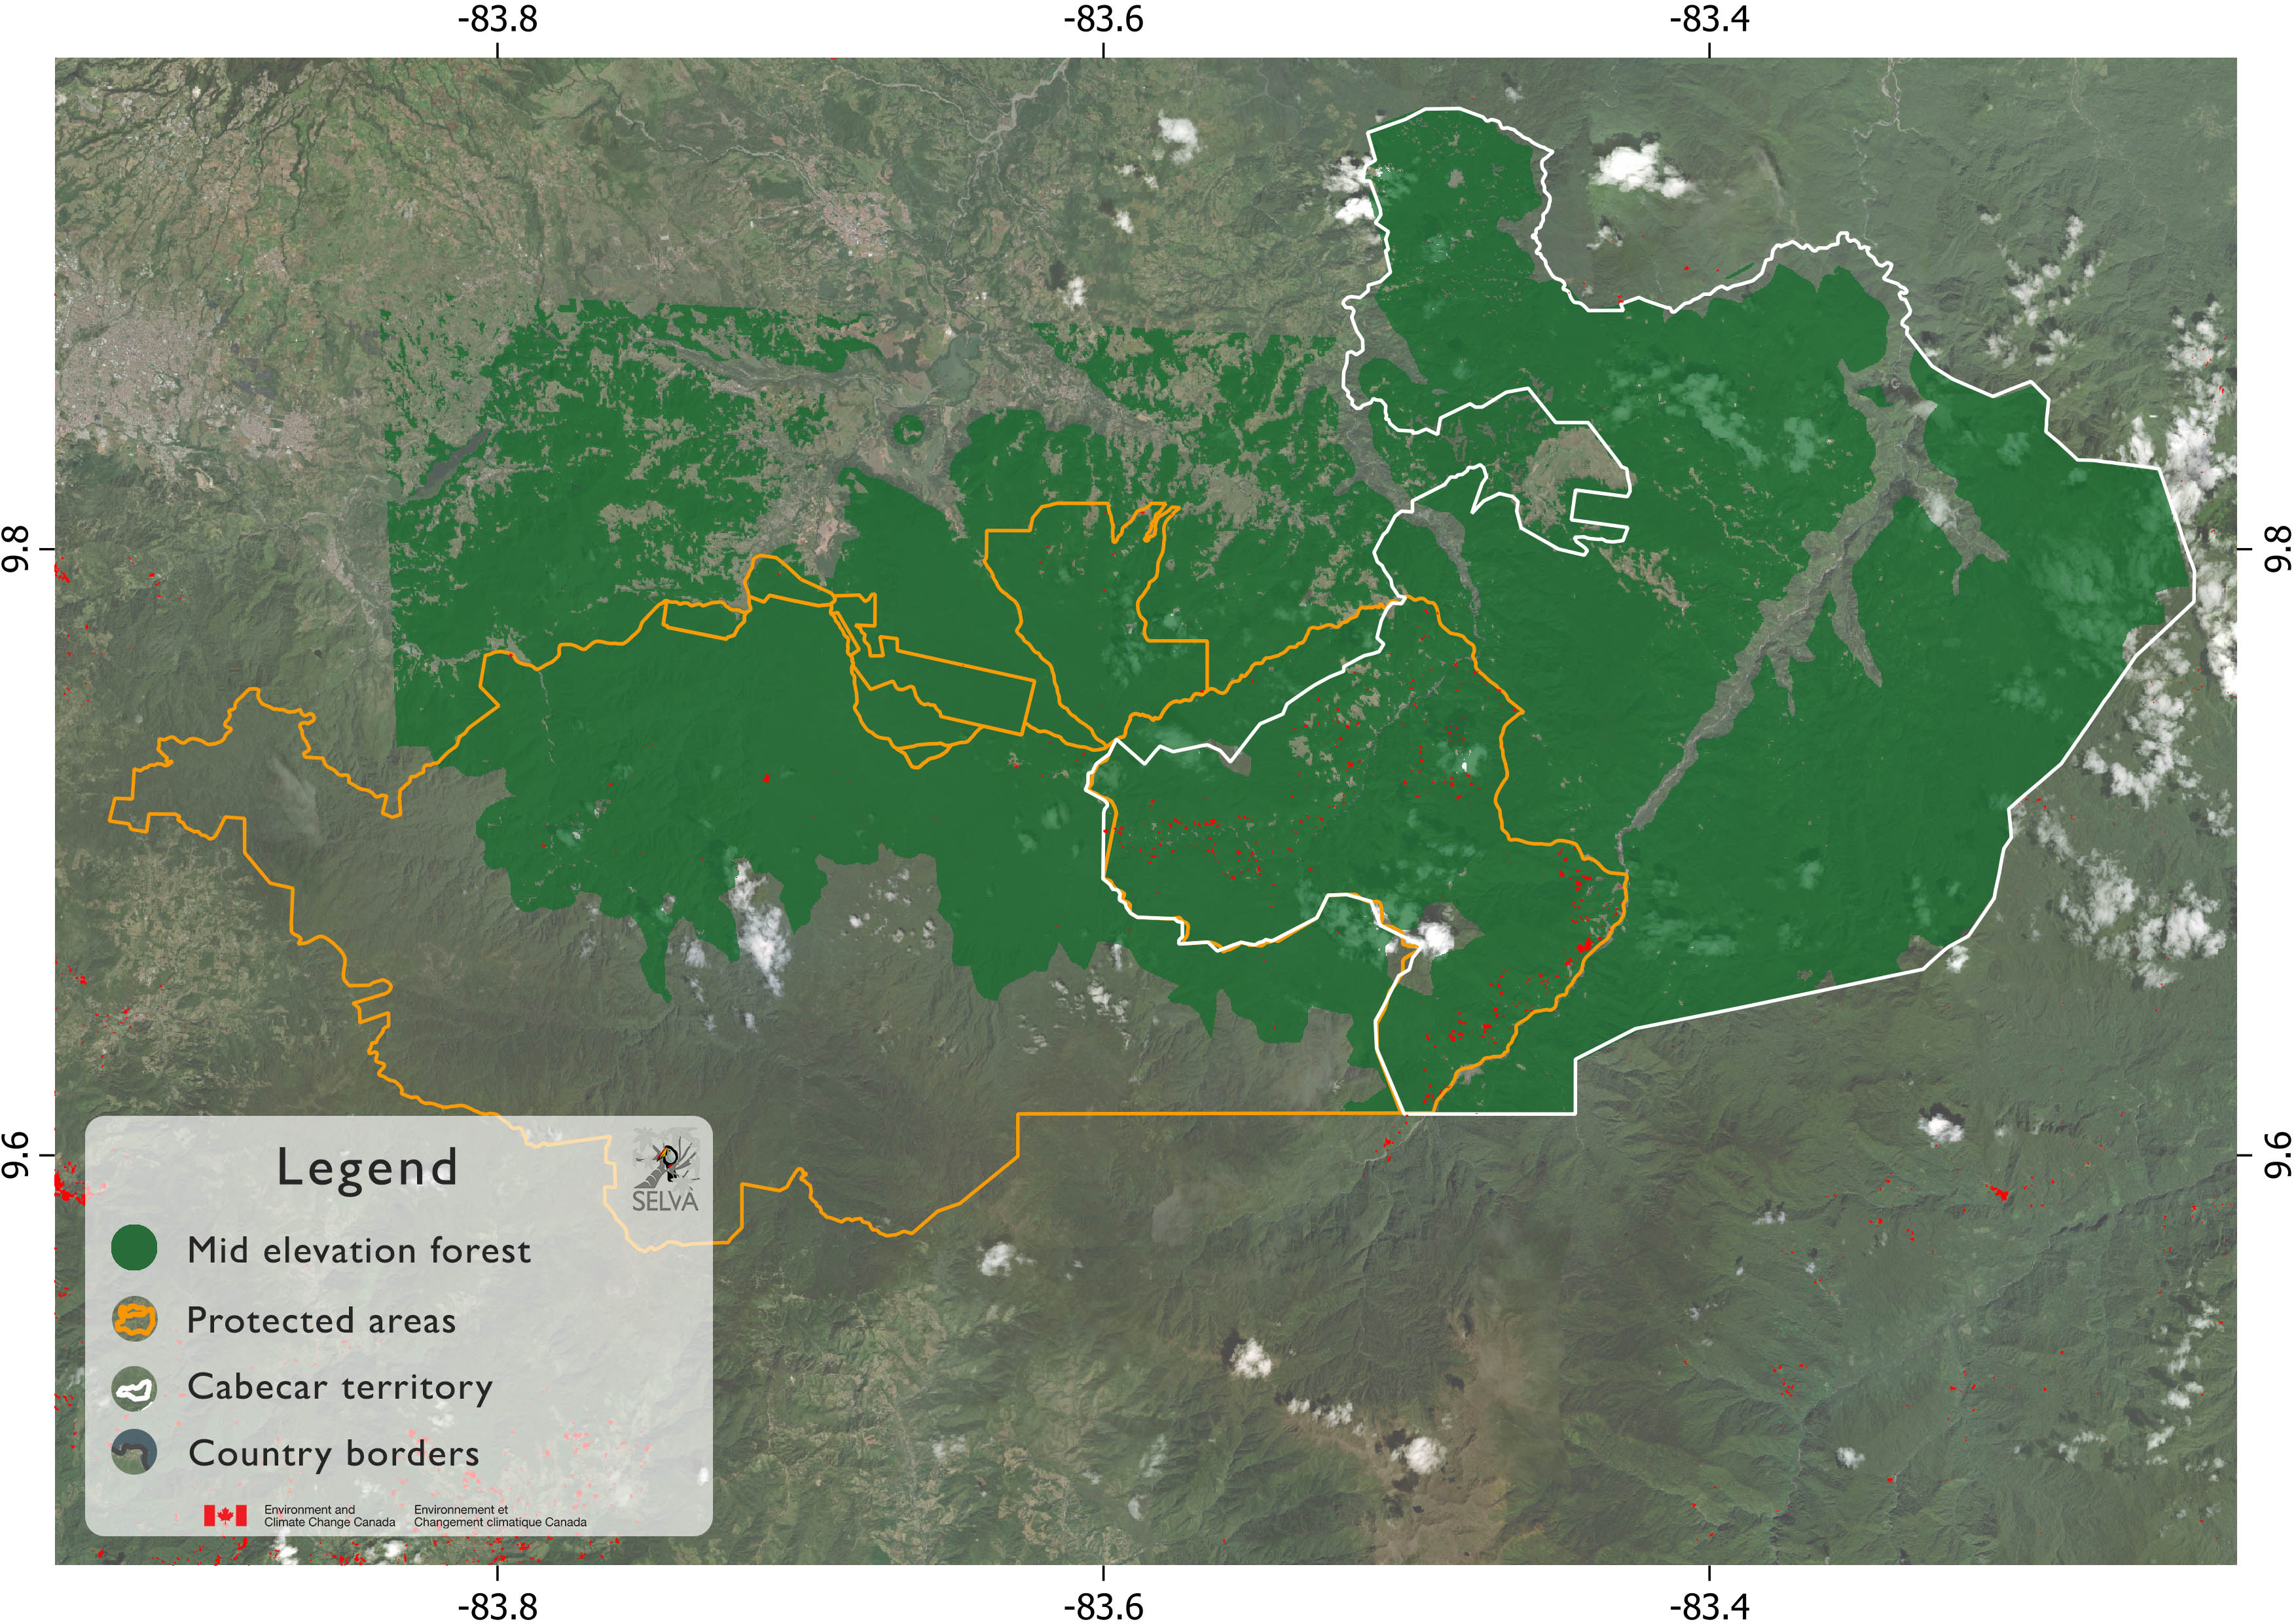 -83.8
-83.6
-83.4
9.8
9.8
9.6
9.6
Legend
SELVA
Mid elevation forest
Protected areas
Cabecar territory
Country borders
Environment and
Climate Change Canada
Environnement et
Changement climatique Canada
-83.8
-83.6
-83.4